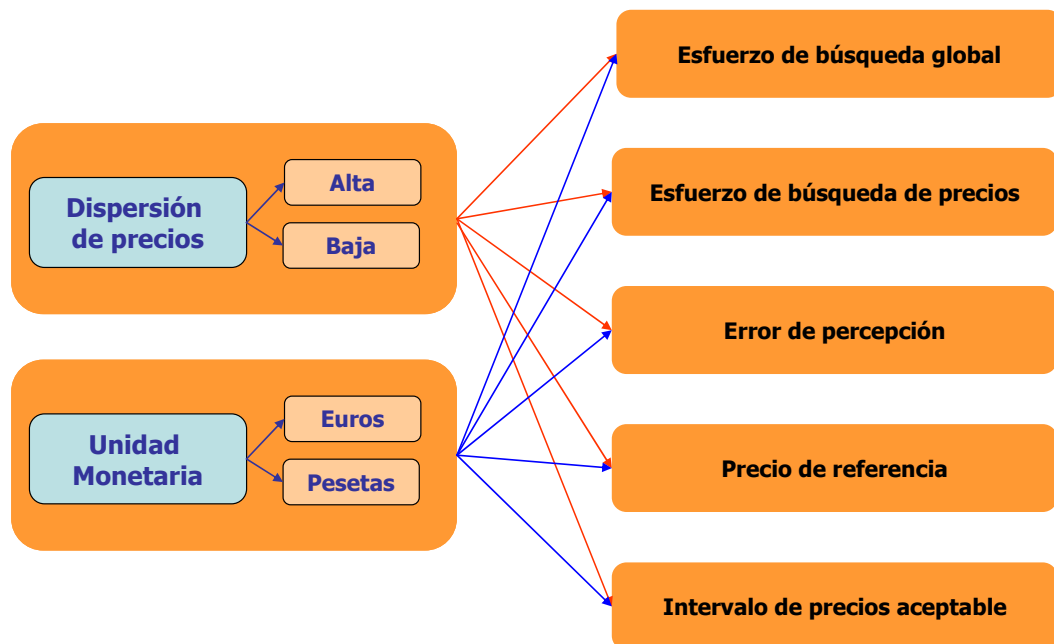 Dispersión
de precios
Alta
Baja
Unidad
Monetaria
Euros
Pesetas
Esfuerzo de búsqueda global
Esfuerzo de búsqueda de precios
Error de percepción
Precio de referencia
Intervalo de precios aceptable